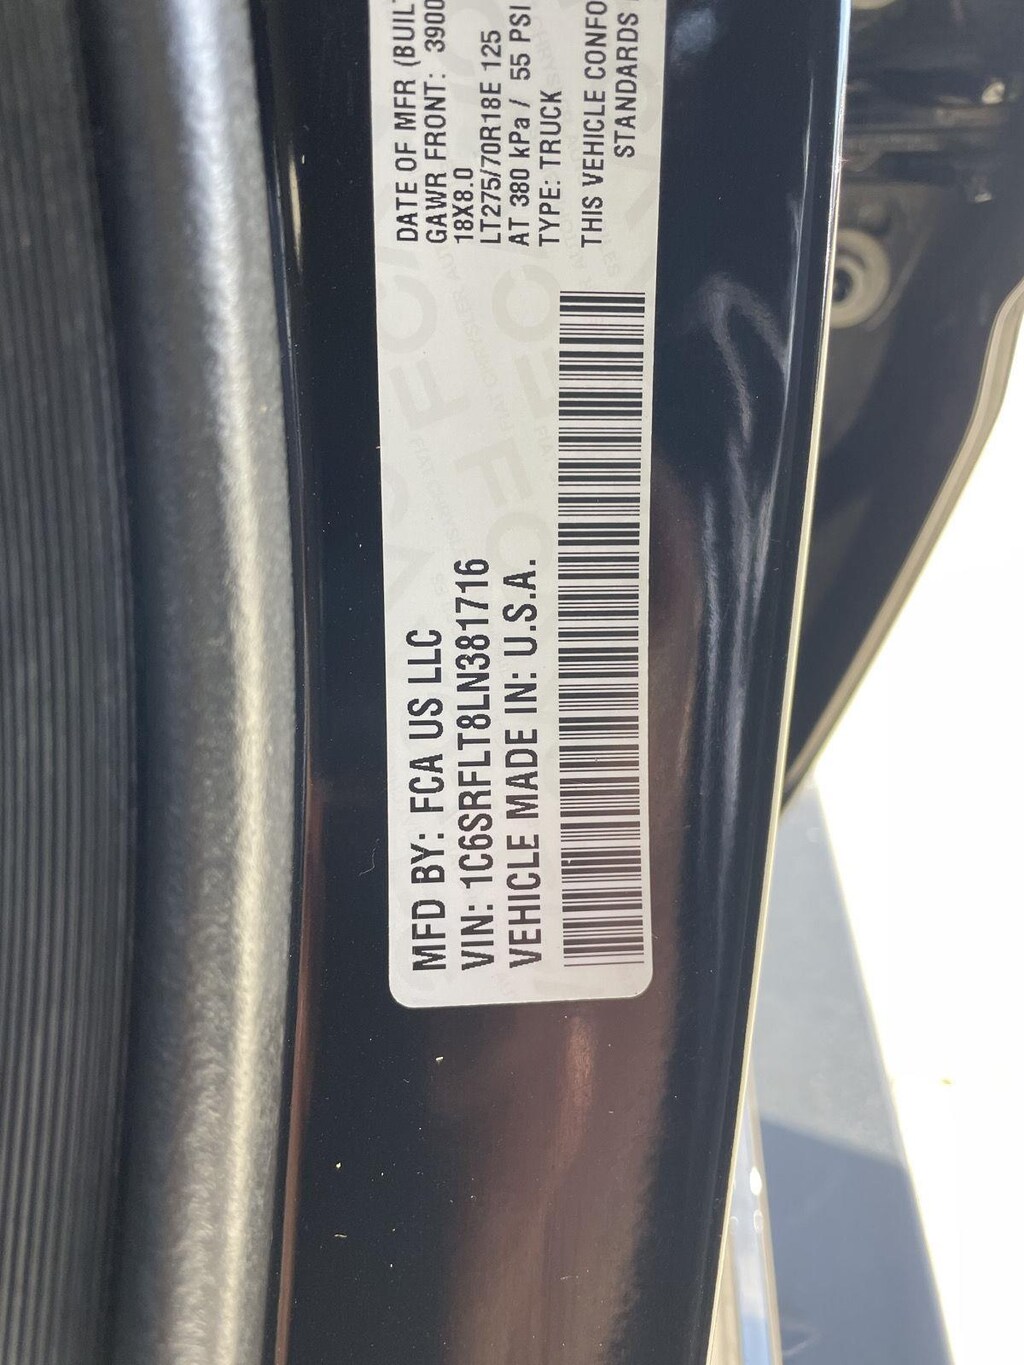 MFD BY: FCA US LLC
VIN: 1C6SRFLT8LN381716
VEHICLE MADE IN: U.S.A.
DATE OF MFR (BUILT
GAWR FRONT: 3900
18X8.0
LT275/70R18E 125
AT 380 kPa / 55 PSI
TYPE: TRUCK
THIS VEHICLE CONFO
STANDARDS